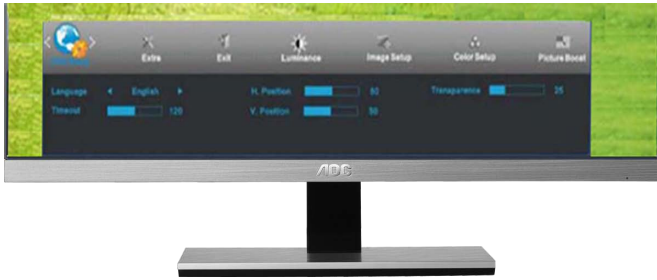 Extra
Exit
Luminance
Image Setup
Color Setup
Picture Boost
Language English
H. Position 50
Transparence 25
Timeout 120
V. Position 50
AOC